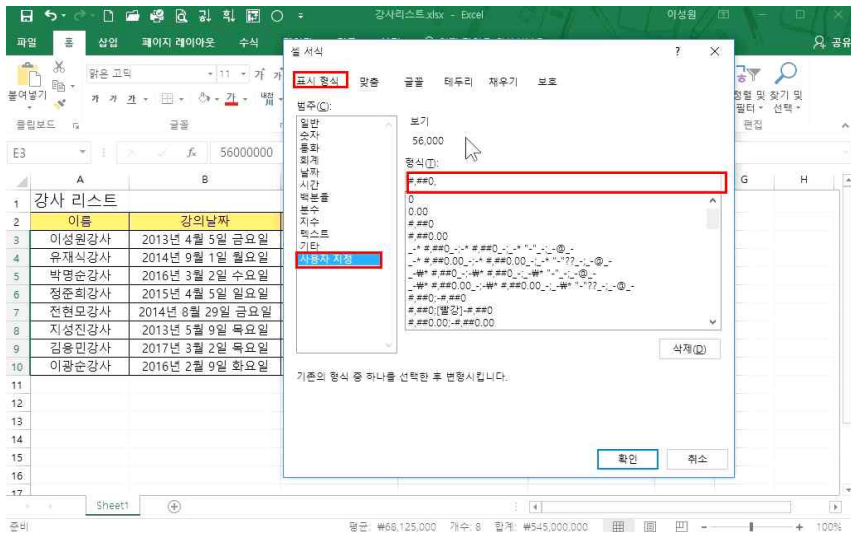 강사리스트.xlsx - Excel
이성원
파일 홈 삽입 페이지 레이아웃 수식
공유
맑은 고딕 11
붙여넣기
가 가 가
정렬 및 필터 찾기 및 선택
클립보드 글꼴 편집
E3 fx 56000000
A B G H
1 강사 리스트
2 이름 강의날짜
3 이성원강사 2013년 4월 5일 금요일
4 유재식강사 2014년 9월 1일 월요일
5 박명순강사 2016년 3월 2일 수요일
6 정준희강사 2015년 4월 5일 일요일
7 전현모강사 2014년 8월 29일 금요일
8 지성진강사 2013년 5월 9일 목요일
9 김용민강사 2017년 3월 2일 목요일
10 이광순강사 2016년 2월 9일 화요일
11
12
13
14
15
16
17
셀 서식 ? ×
표시 형식 맞춤 글꼴 테두리 채우기 보호
범주(C):
일반
숫자
통화
회계
날짜
시간
백분율
분수
지수
텍스트
기타
사용자 지정
보기
56,000
형식(T):
#,##0,
0
0.00
#,##0
#,##0.00
_-* #,##0_-;-* #,##0_-;_-* "-"_-;_-@_-
_-* #,##0.00_-;-* #,##0.00_-;_-* "-"??_-;_-@_-
_-₩* #,##0_-;-₩* #,##0_-;_-₩* "-"_-;_-@_-
_-₩* #,##0.00_-;-₩* #,##0.00_-;_-₩* "-"??_-;_-@_-
#,##0;-#,##0
#,##0;[빨강]-#,##0
#,##0.00;-#,##0.00
삭제(D)
기존의 형식 중 하나를 선택한 후 변형시킵니다.
확인 취소
Sheet1
준비 평균: ₩68,125,000 개수: 8 합계: ₩545,000,000 100%